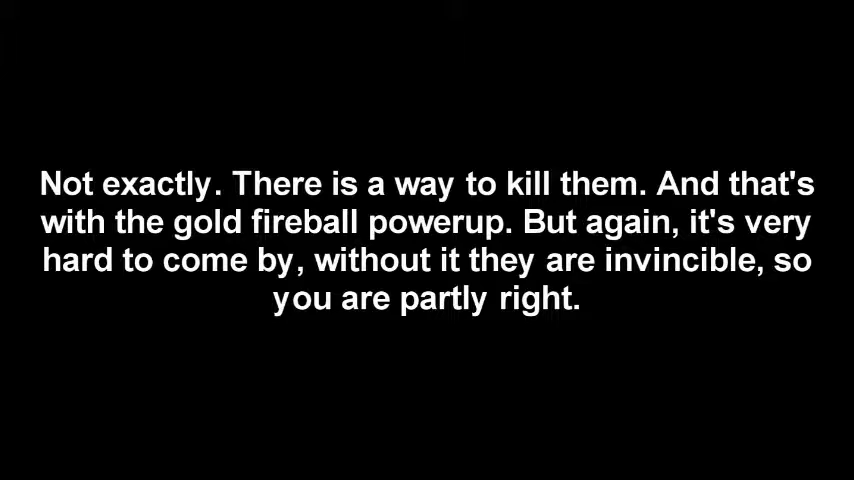 Not exactly. There is a way to kill them. And that's
with the gold fireball powerup. But again, it's very
hard to come by, without it they are invincible, so
you are partly right.